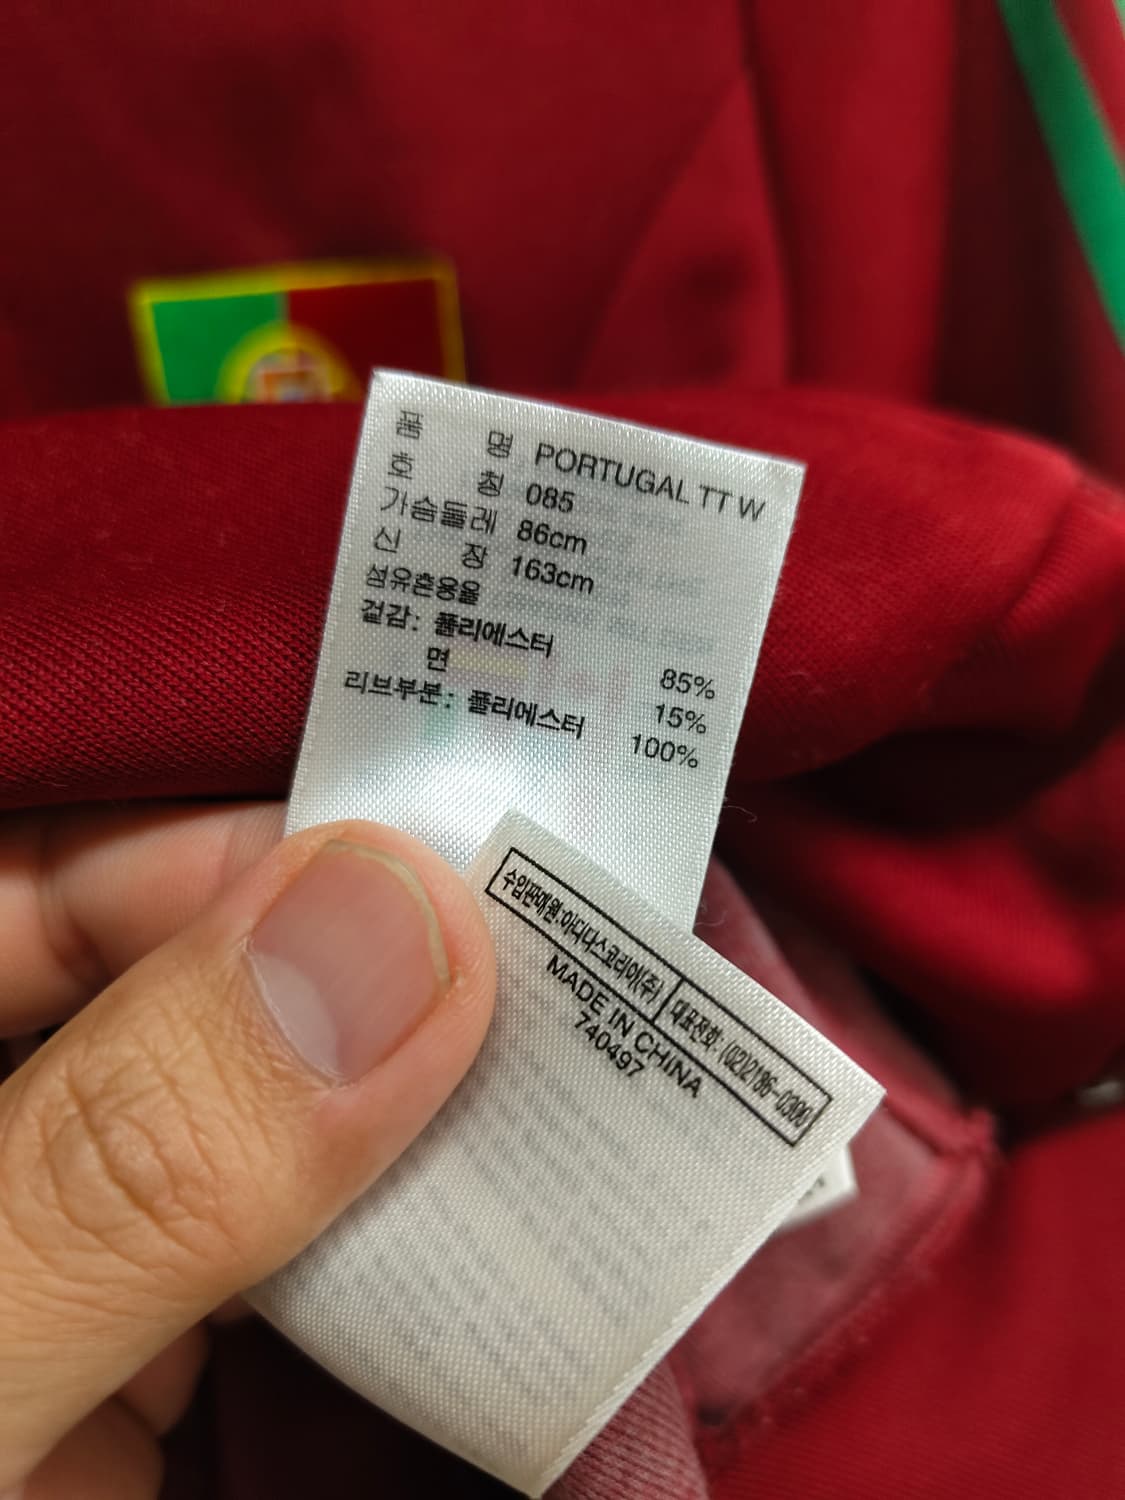 품 명 PORTUGAL TT W
호 칭 085
가슴둘레 86cm
신 장 163cm
섬유혼용율
겉감: 폴리에스터 85%
면 15%
리브부분: 폴리에스터 100%
수입판매원:아디다스코리아(주) 대표전화: (02)2186-0300
MADE IN CHINA
740497